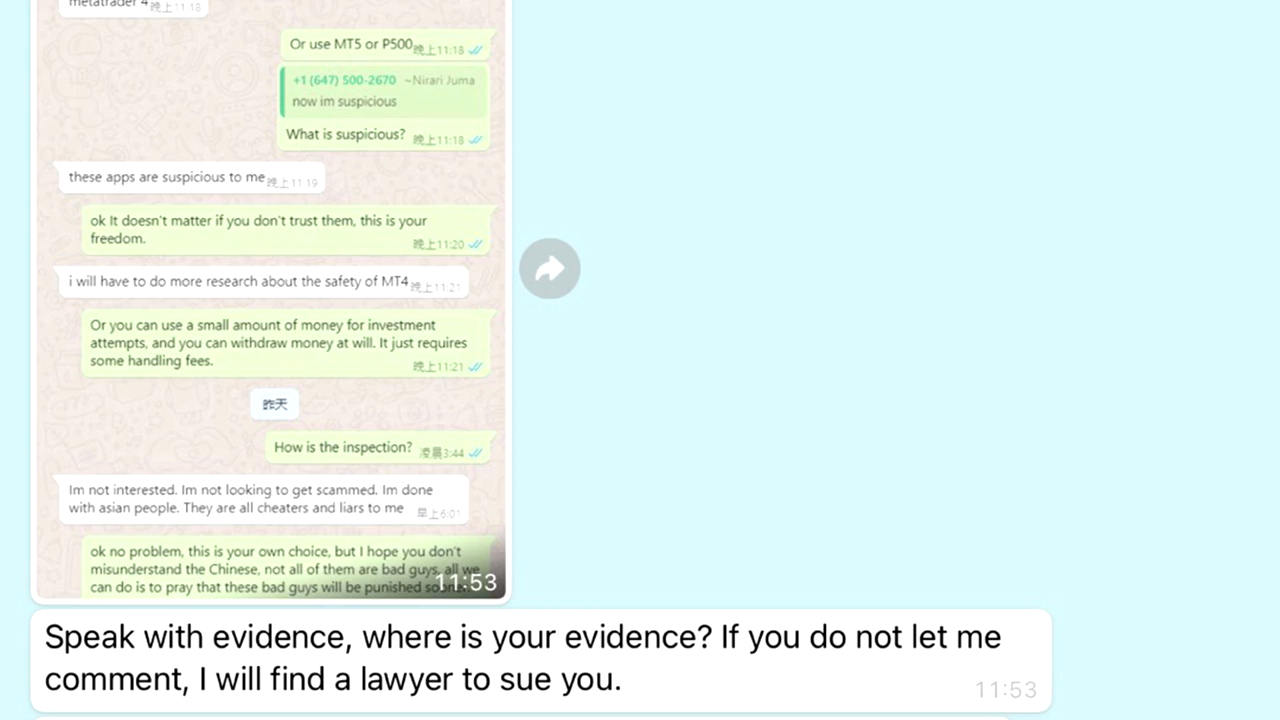 metatrader 4 晚上11:18
Or use MT5 or P500 晚上11:18
+1 (647) 500-2670 ~Nirari Juma
now im suspicious
What is suspicious? 晚上11:18
these apps are suspicious to me 晚上11:19
ok It doesn't matter if you don't trust them, this is your
freedom. 晚上11:20
i will have to do more research about the safety of MT4 晚上11:21
Or you can use a small amount of money for investment
attempts, and you can withdraw money at will. It just requires
some handling fees. 晚上11:21
昨天
How is the inspection? 凌晨3:44
Im not interested. Im not looking to get scammed. Im done
with asian people. They are all cheaters and liars to me 早上6:01
ok no problem, this is your own choice, but I hope you don't
misunderstand the Chinese, not all of them are bad guys, all we
can do is to pray that these bad guys will be punished sooner
11:53
Speak with evidence, where is your evidence? If you do not let me
comment, I will find a lawyer to sue you. 11:53